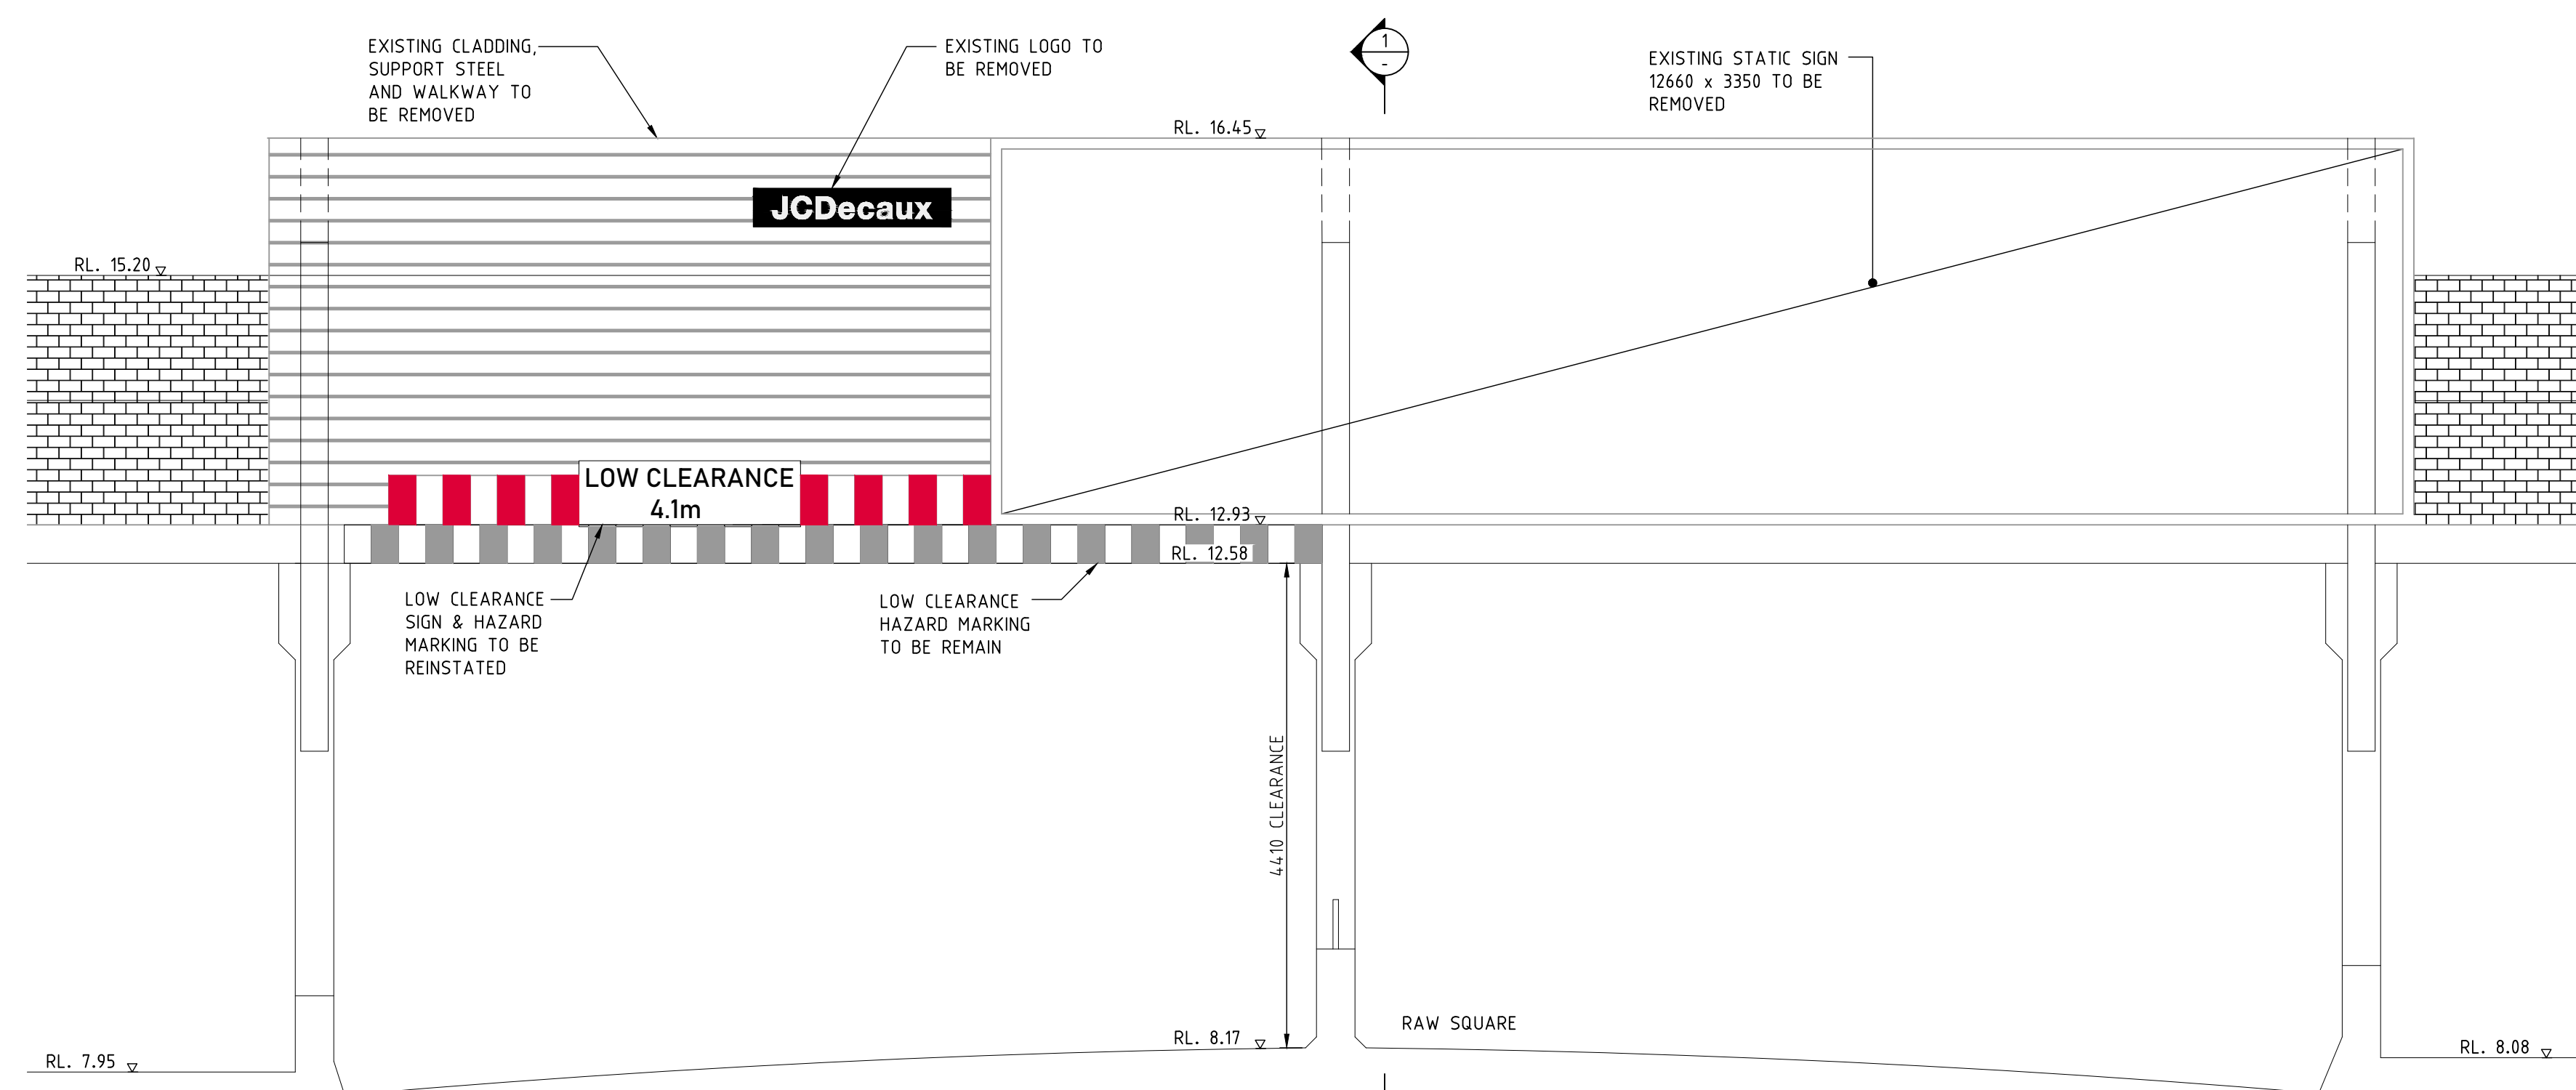 EXISTING CLADDING,
SUPPORT STEEL
AND WALKWAY TO
BE REMOVED
EXISTING LOGO TO
BE REMOVED
1
-
EXISTING STATIC SIGN
12660 x 3350 TO BE
REMOVED
RL. 16.45
JCDecaux
RL. 15.20
LOW CLEARANCE
4.1m
RL. 12.93
RL. 12.58
LOW CLEARANCE
SIGN & HAZARD
MARKING TO BE
REINSTATED
LOW CLEARANCE
HAZARD MARKING
TO BE REMAIN
4410 CLEARANCE
RAW SQUARE
RL. 8.17
RL. 7.95
RL. 8.08